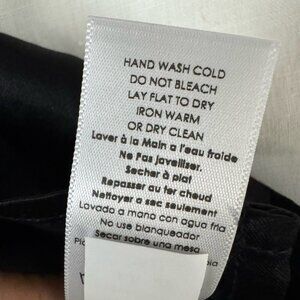 HAND WASH COLD
DO NOT BLEACH
LAY FLAT TO DRY
IRON WARM
OR DRY CLEAN
Laver à la Main a l'eau froide
Ne Pas javelliser.
Secher à plat
Repasser au fer chaud
Nettoyer a sec seulement
Lavado a mano con agua fria
No use blanqueador
Secar sobre una mesa